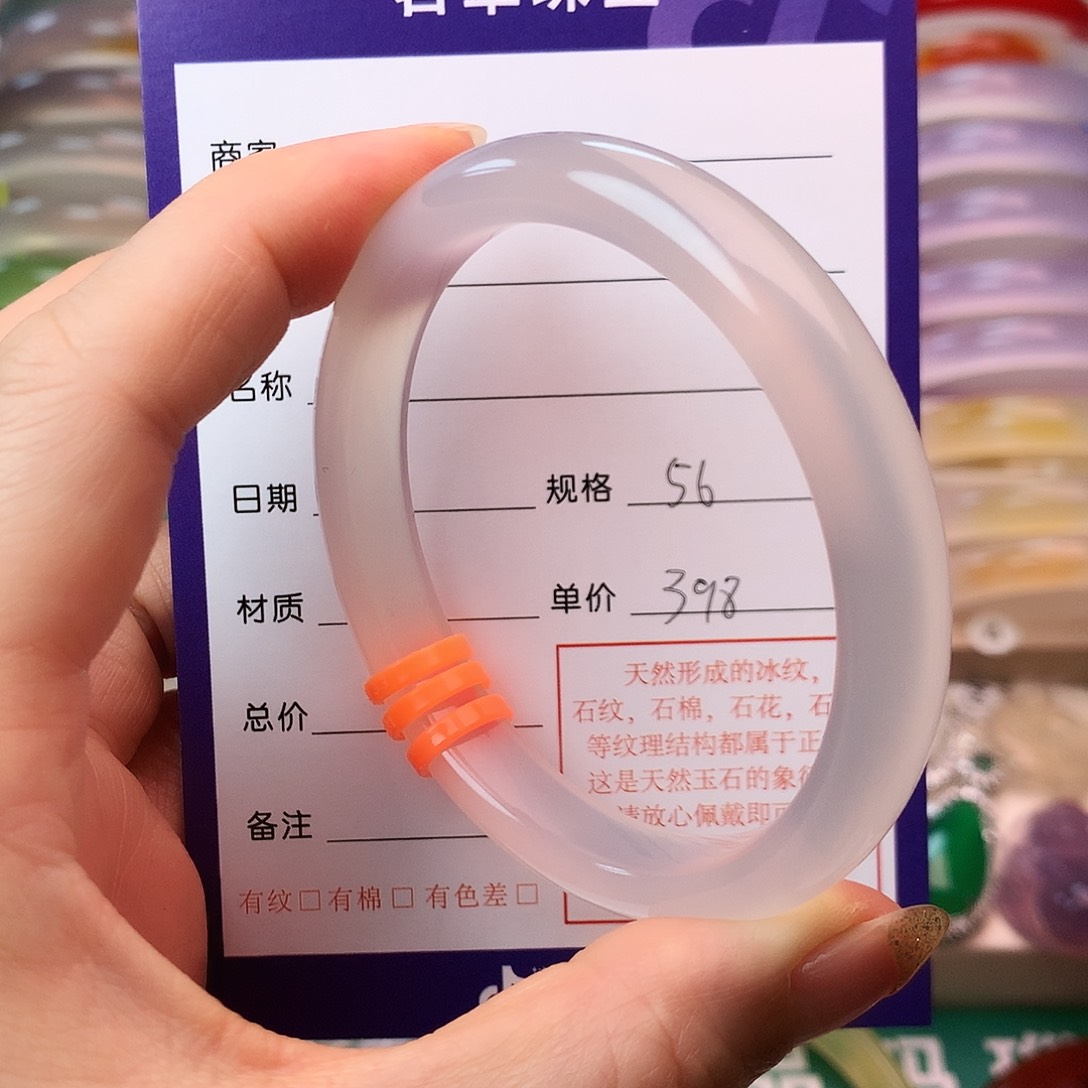 商家
名称
日期 规格 56
材质 单价 398
总价
备注
天然形成的冰纹，
石纹，石棉，石花，石
等纹理结构都属于正
这是天然玉石的象征
请放心佩戴即可
有纹□有棉□有色差□